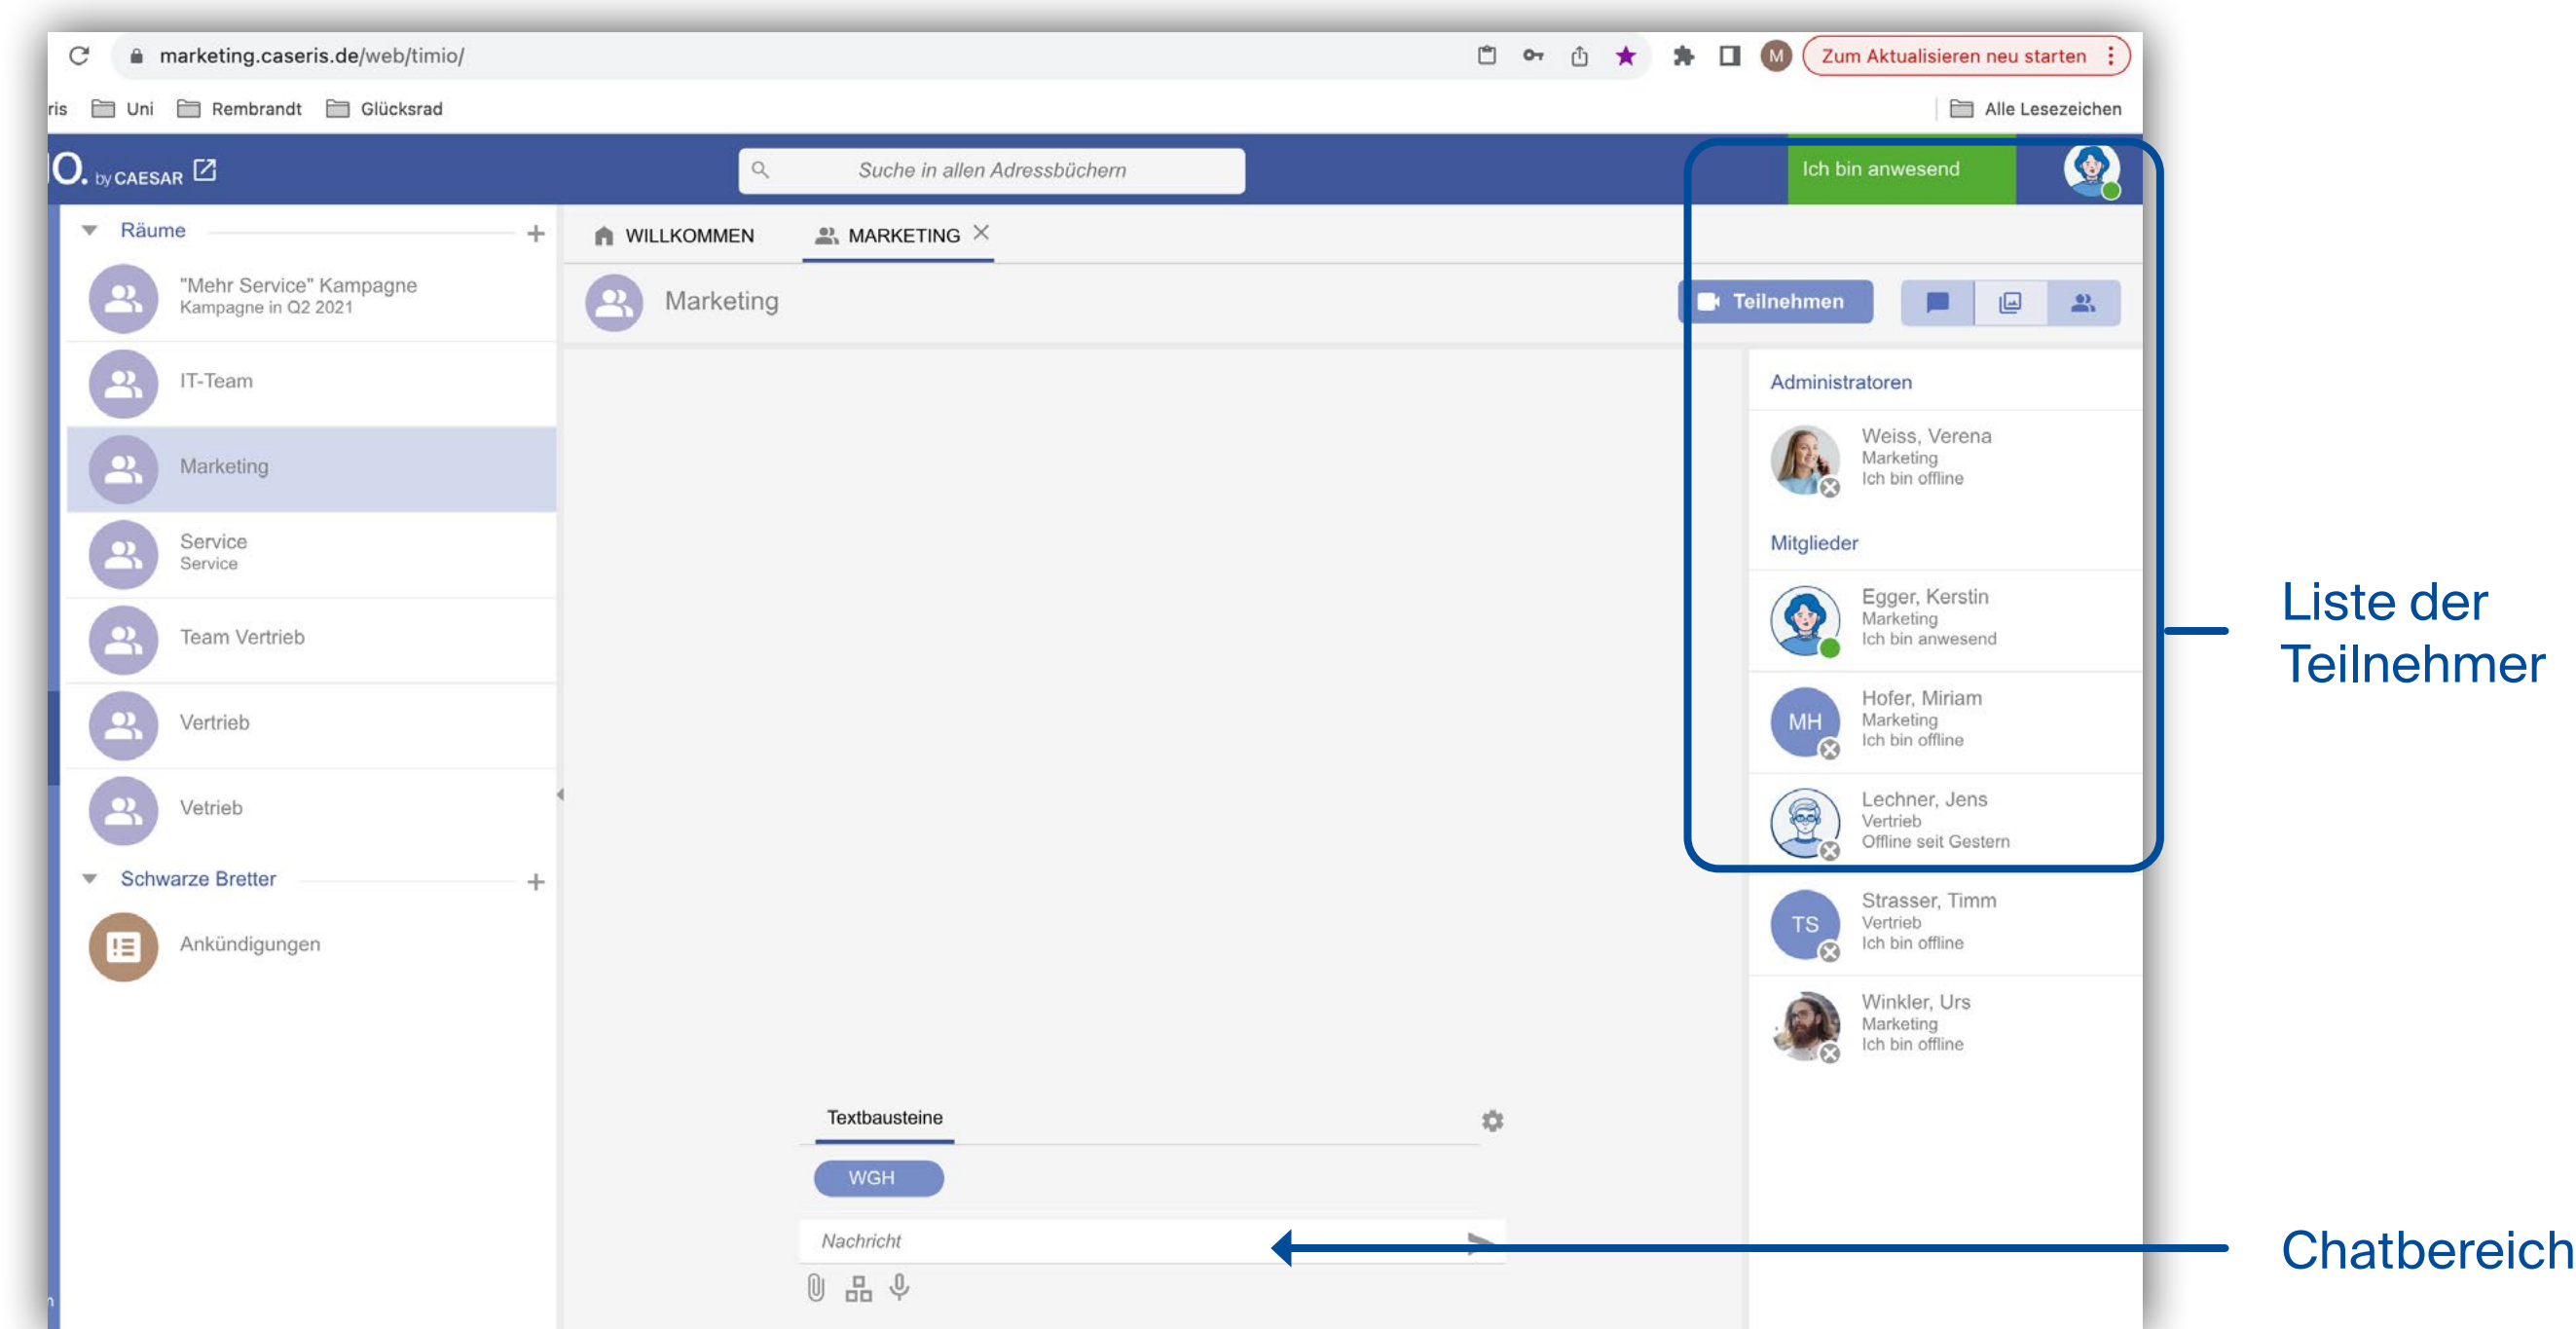 marketing.caseris.de/web/timio/
M
Zum Aktualisieren neu starten
ris
Uni
Rembrandt
Glücksrad
Alle Lesezeichen
O. by CAESAR
Suche in allen Adressbüchern
Ich bin anwesend
Räume
"Mehr Service" Kampagne
Kampagne in Q2 2021
IT-Team
Marketing
Service
Service
Team Vertrieb
Vertrieb
Vetrieb
Schwarze Bretter
Ankündigungen
WILLKOMMEN
MARKETING
Marketing
Teilnehmen
Administratoren
Weiss, Verena
Marketing
Ich bin offline
Mitglieder
Egger, Kerstin
Marketing
Ich bin anwesend
MH
Hofer, Miriam
Marketing
Ich bin offline
Lechner, Jens
Vertrieb
Offline seit Gestern
TS
Strasser, Timm
Vertrieb
Ich bin offline
Winkler, Urs
Marketing
Ich bin offline
Textbausteine
WGH
Nachricht
Liste der
Teilnehmer
Chatbereich